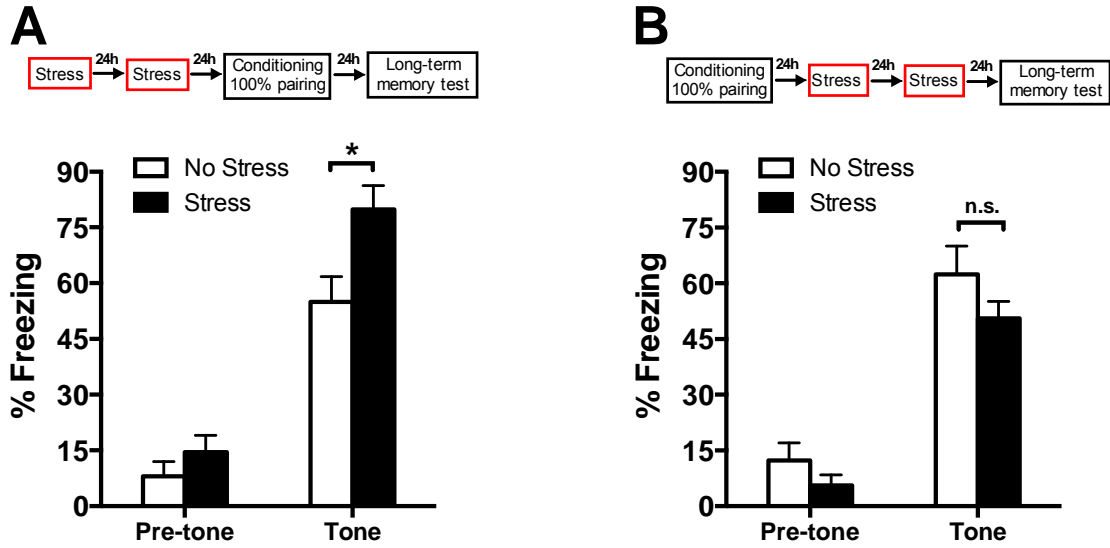 A
Stress 24h Stress 24h Conditioning 100% pairing 24h Long-term memory test
No Stress
Stress
*
% Freezing
90
75
60
45
30
15
0
Pre-tone Tone
B
Conditioning 100% pairing 24h Stress 24h Stress 24h Long-term memory test
No Stress
Stress
n.s.
% Freezing
90
75
60
45
30
15
0
Pre-tone Tone